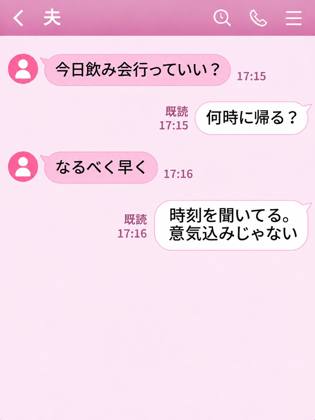 夫
今日飲み会行っていい？
17:15
既読
17:15
何時に帰る？
なるべく早く
17:16
既読
17:16
時刻を聞いてる。
意気込みじゃない